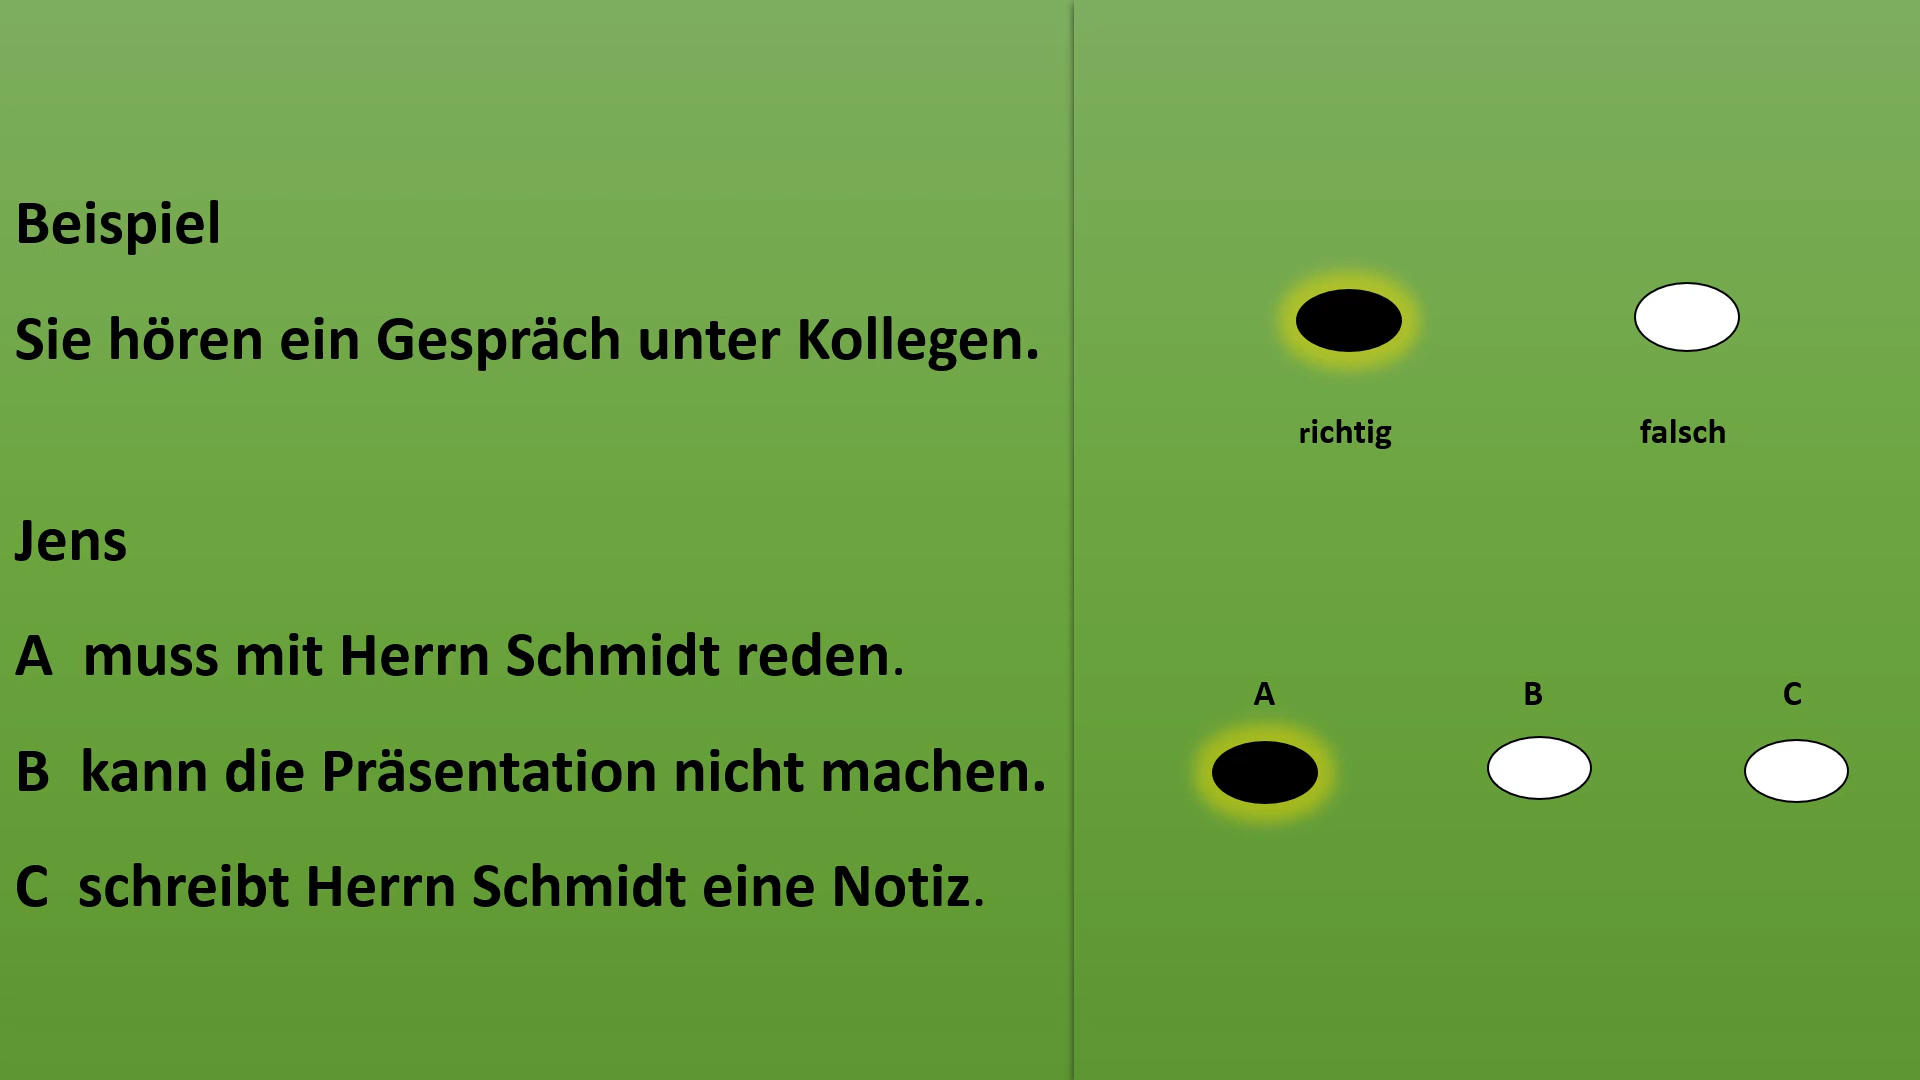 Beispiel
Sie hören ein Gespräch unter Kollegen.
richtig
falsch
Jens
A muss mit Herrn Schmidt reden.
B kann die Präsentation nicht machen.
C schreibt Herrn Schmidt eine Notiz.
A
B
C